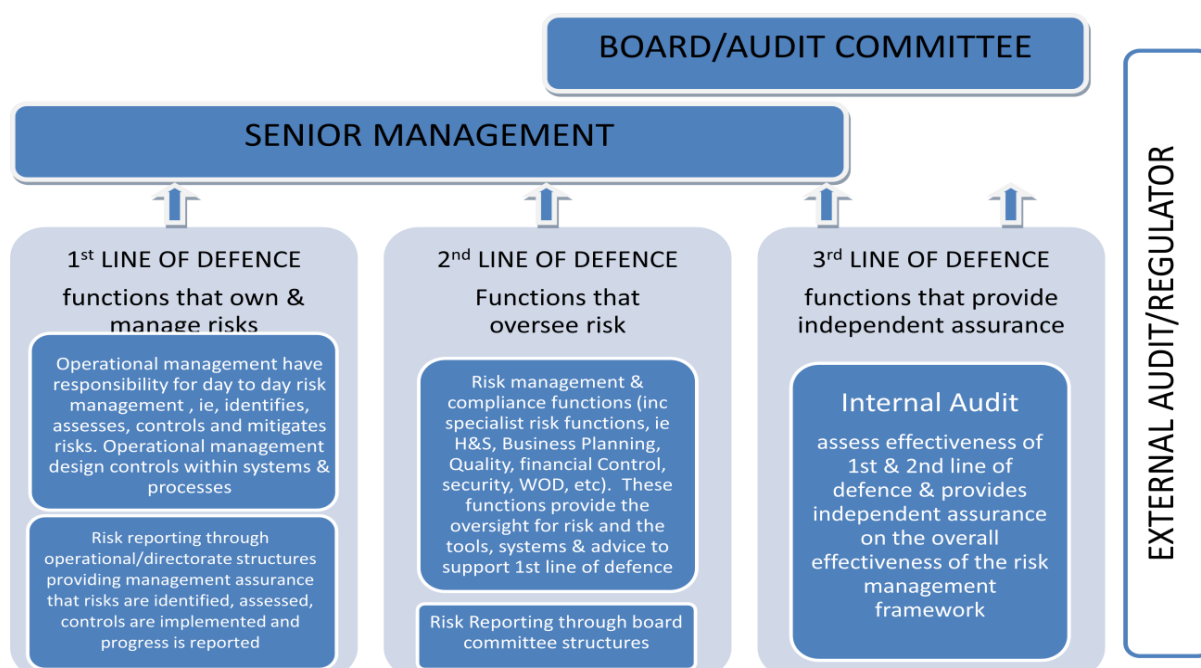 BOARD/AUDIT COMMITTEE
SENIOR MANAGEMENT
1st LINE OF DEFENCE
functions that own &
manage risks
Operational management have
responsibility for day to day risk
management , ie, identifies,
assesses, controls and mitigates
risks. Operational management
design controls within systems &
processes
Risk reporting through
operational/directorate structures
providing management assurance
that risks are identified, assessed,
controls are implemented and
progress is reported
2nd LINE OF DEFENCE
Functions that
oversee risk
Risk management &
compliance functions (inc
specialist risk functions, ie
H&S, Business Planning,
Quality, financial Control,
security, WOD, etc). These
functions provide the
oversight for risk and the
tools, systems & advice to
support 1st line of defence
Risk Reporting through board
committee structures
3rd LINE OF DEFENCE
functions that provide
independent assurance
Internal Audit
assess effectiveness of
1st & 2nd line of
defence & provides
independent assurance
on the overall
effectiveness of the risk
management
framework
EXTERNAL AUDIT/REGULATOR